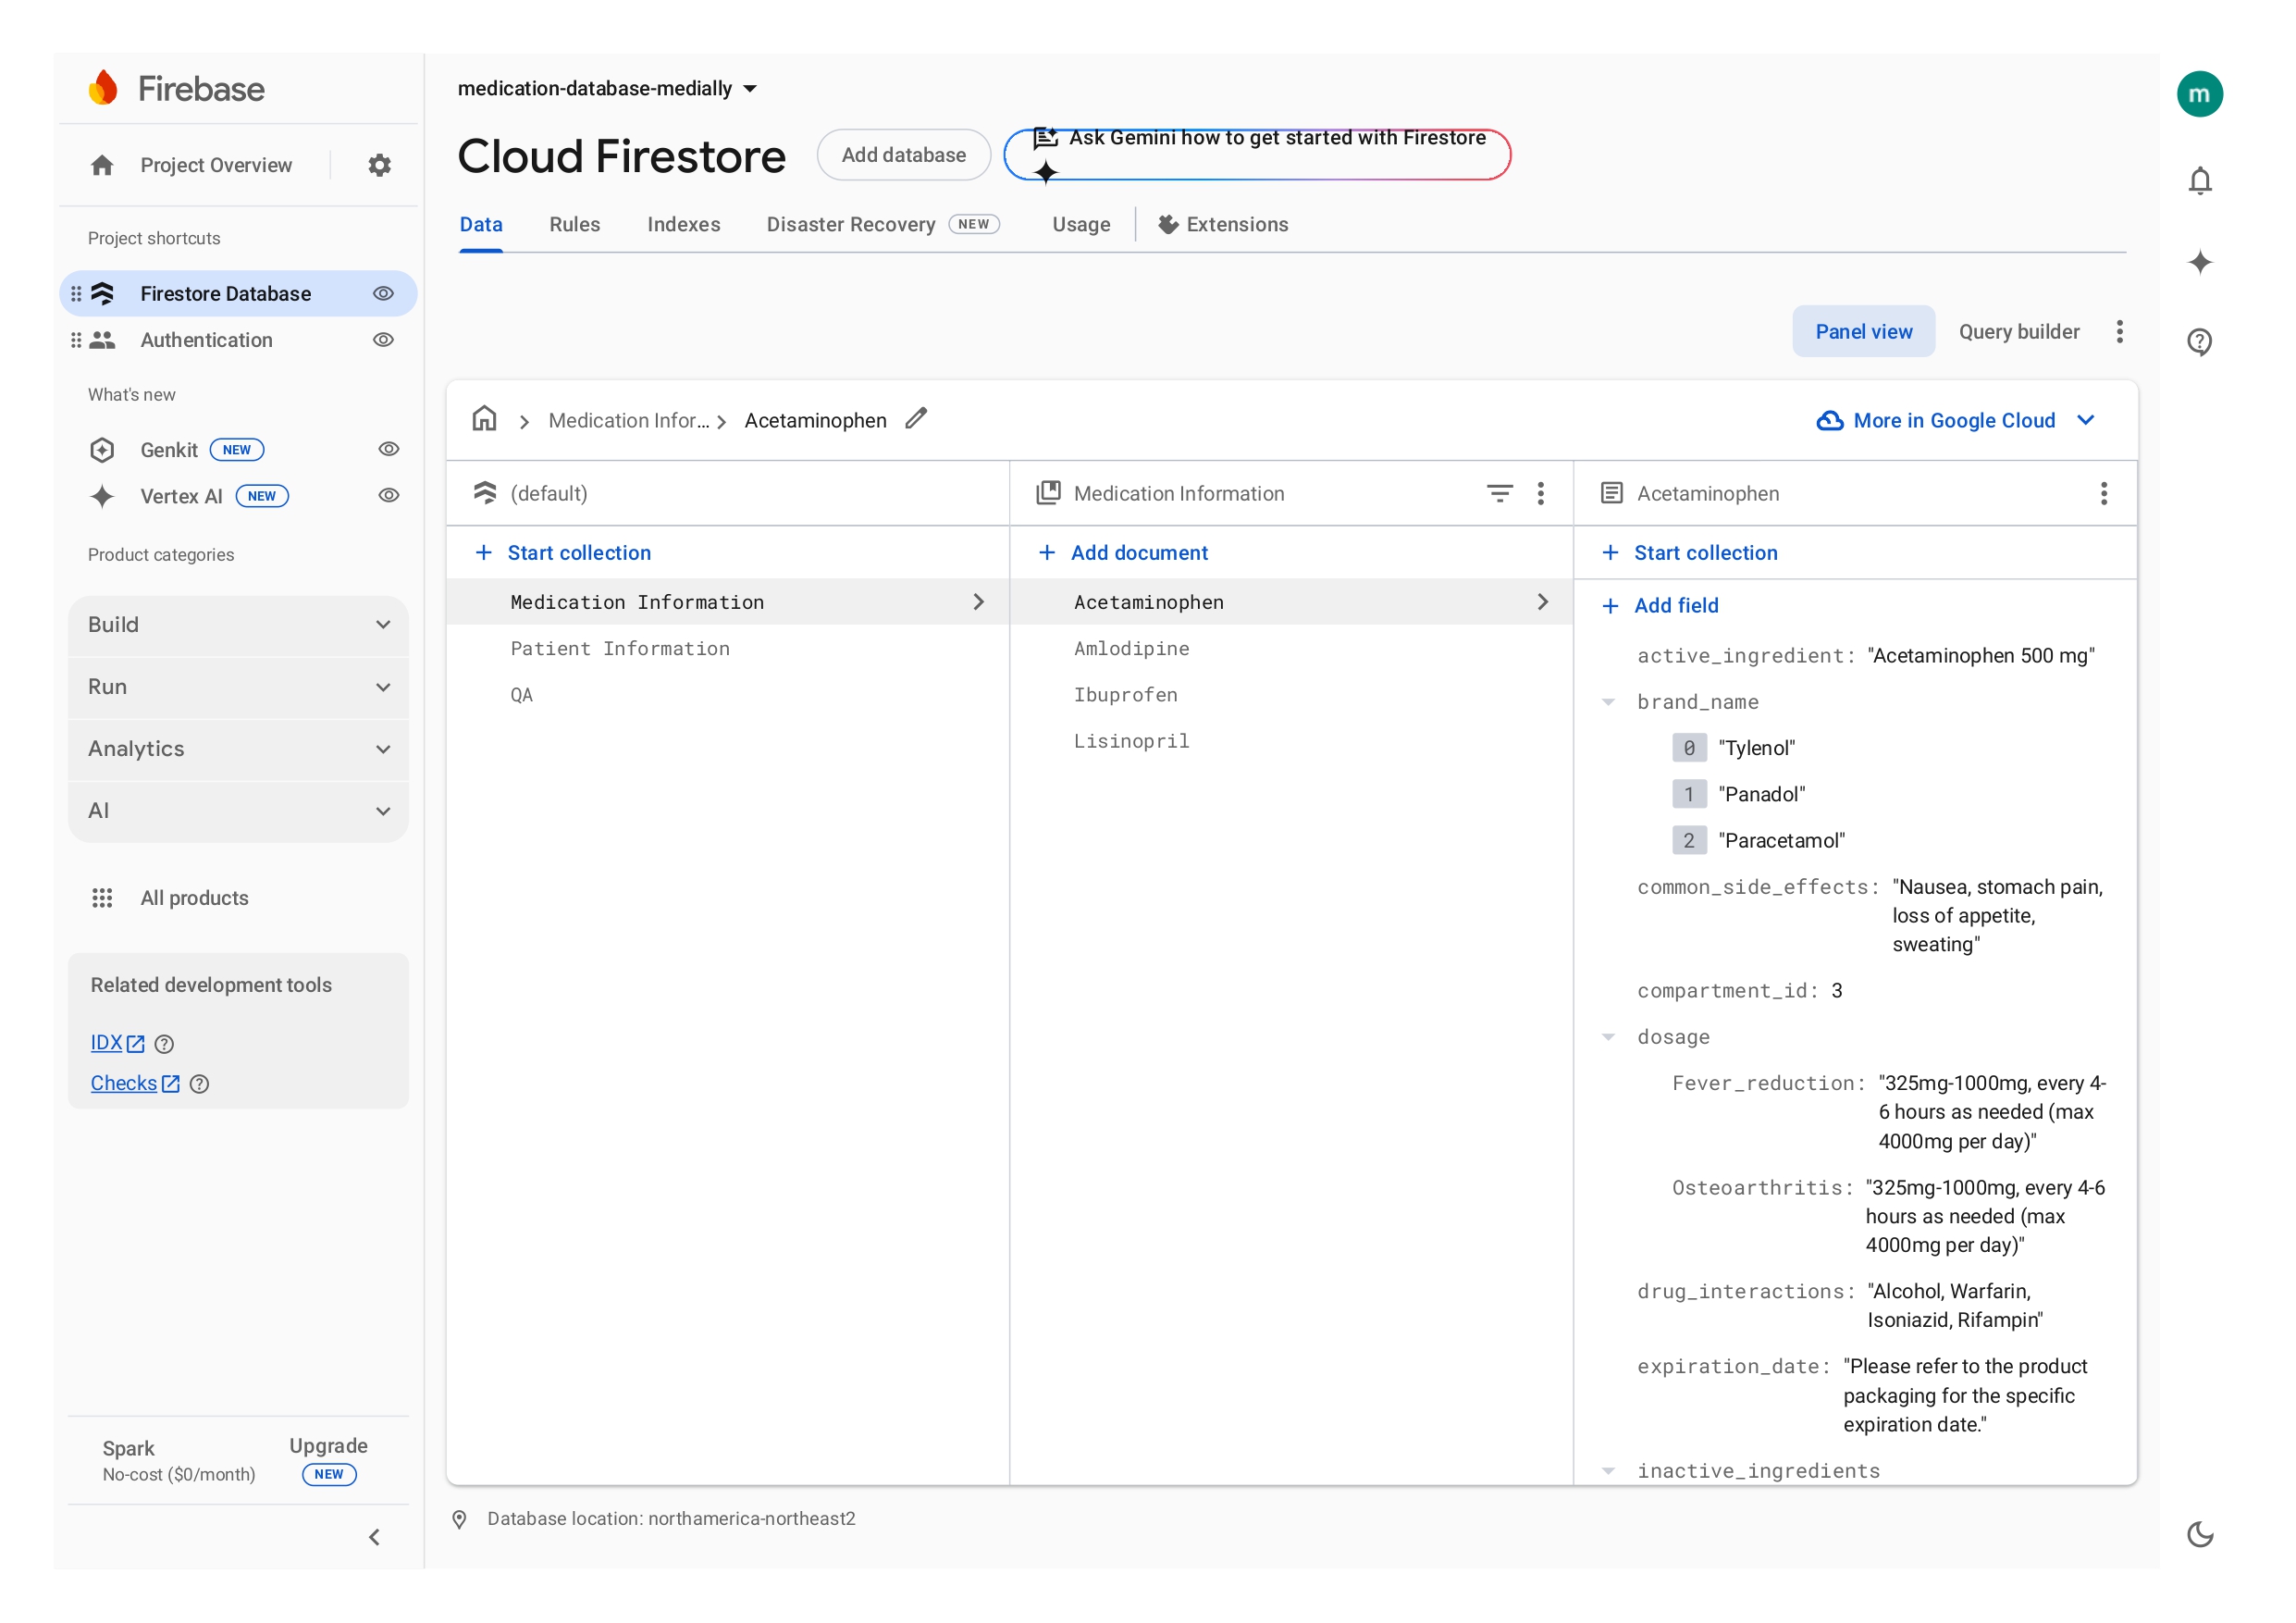 Firebase
Project Overview
Project shortcuts
Firestore Database
Authentication
What's new
Genkit NEW
Vertex AI NEW
Product categories
Build
Run
Analytics
AI
All products
Related development tools
IDX
Checks
Spark
No-cost ($0/month)
Upgrade
NEW
medication-database-medially
Cloud Firestore
Add database
Ask Gemini how to get started with Firestore
Data Rules Indexes Disaster Recovery NEW Usage Extensions
Panel view Query builder
Medication Infor... Acetaminophen
More in Google Cloud
(default)
Start collection
Medication Information
Patient Information
QA
Medication Information
Add document
Acetaminophen
Amlodipine
Ibuprofen
Lisinopril
Acetaminophen
Start collection
Add field
active_ingredient: "Acetaminophen 500 mg"
brand_name
0 "Tylenol"
1 "Panadol"
2 "Paracetamol"
common_side_effects: "Nausea, stomach pain,
loss of appetite,
sweating"
compartment_id: 3
dosage
Fever_reduction: "325mg-1000mg, every 4-
6 hours as needed (max
4000mg per day)"
Osteoarthritis: "325mg-1000mg, every 4-6
hours as needed (max
4000mg per day)"
drug_interactions: "Alcohol, Warfarin,
Isoniazid, Rifampin"
expiration_date: "Please refer to the product
packaging for the specific
expiration date."
inactive_ingredients
Database location: northamerica-northeast2
m